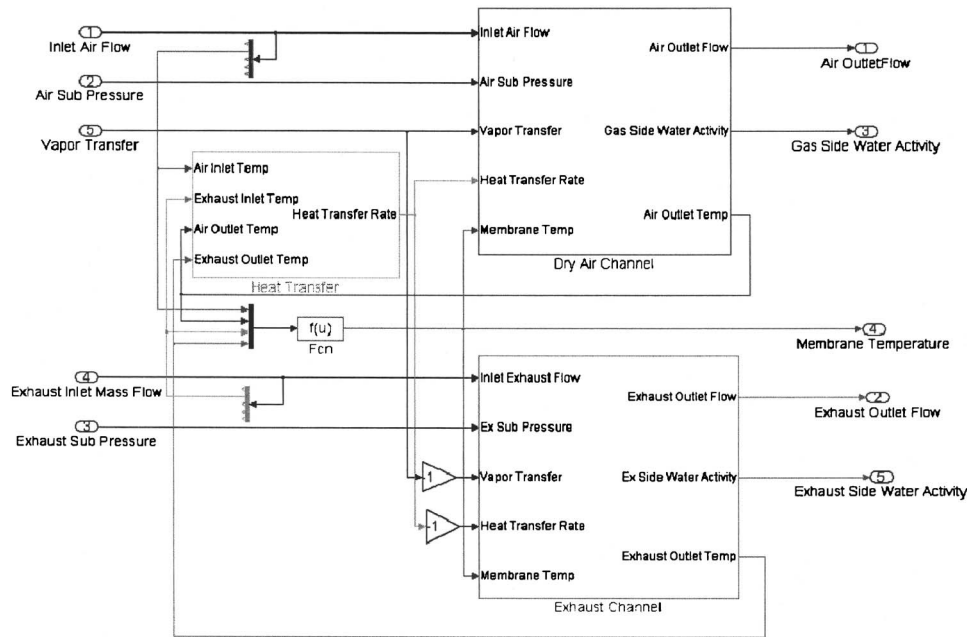 1
Inlet Air Flow
2
Air Sub Pressure
5
Vapor Transfer
Inlet Air Flow
Air Sub Pressure
Vapor Transfer
Heat Transfer Rate
Membrane Temp
Air Outlet Flow
Gas Side Water Activity
Air Outlet Temp
Dry Air Channel
1
Air OutletFlow
3
Gas Side Water Activity
Air Inlet Temp
Exhaust Inlet Temp
Air Outlet Temp
Exhaust Outlet Temp
Heat Transfer Rate
Heat Transfer
f(u)
Fcn
4
Membrane Temperature
4
Exhaust Inlet Mass Flow
3
Exhaust Sub Pressure
-1
-1
Inlet Exhaust Flow
Ex Sub Pressure
Vapor Transfer
Heat Transfer Rate
Membrane Temp
Exhaust Outlet Flow
Ex Side Water Activity
Exhaust Outlet Temp
Exhaust Channel
2
Exhaust Outlet Flow
5
Exhaust Side Water Activity